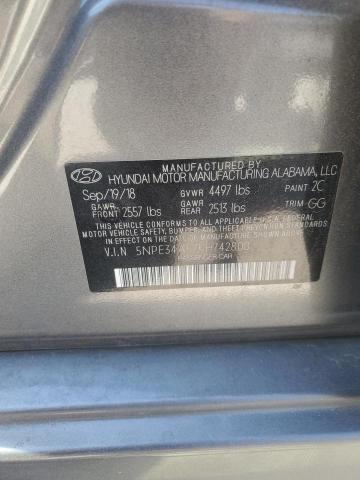 MANUFACTURED BY
HYUNDAI MOTOR MANUFACTURING ALABAMA, LLC
Sep/19/18 GVWR 4497 lbs PAINT 2C
GAWR FRONT 2557 lbs GAWR REAR 2513 lbs TRIM GG
THIS VEHICLE CONFORMS TO ALL APPLICABLE U.S.A FEDERAL
MOTOR VEHICLE SAFETY, BUMPER, AND THEFT PREVENTION
STANDARDS IN EFFECT ON THE DATE OF MANUFACTURE SHOWN ABOVE.
V.I.N
PASSENGER CAR